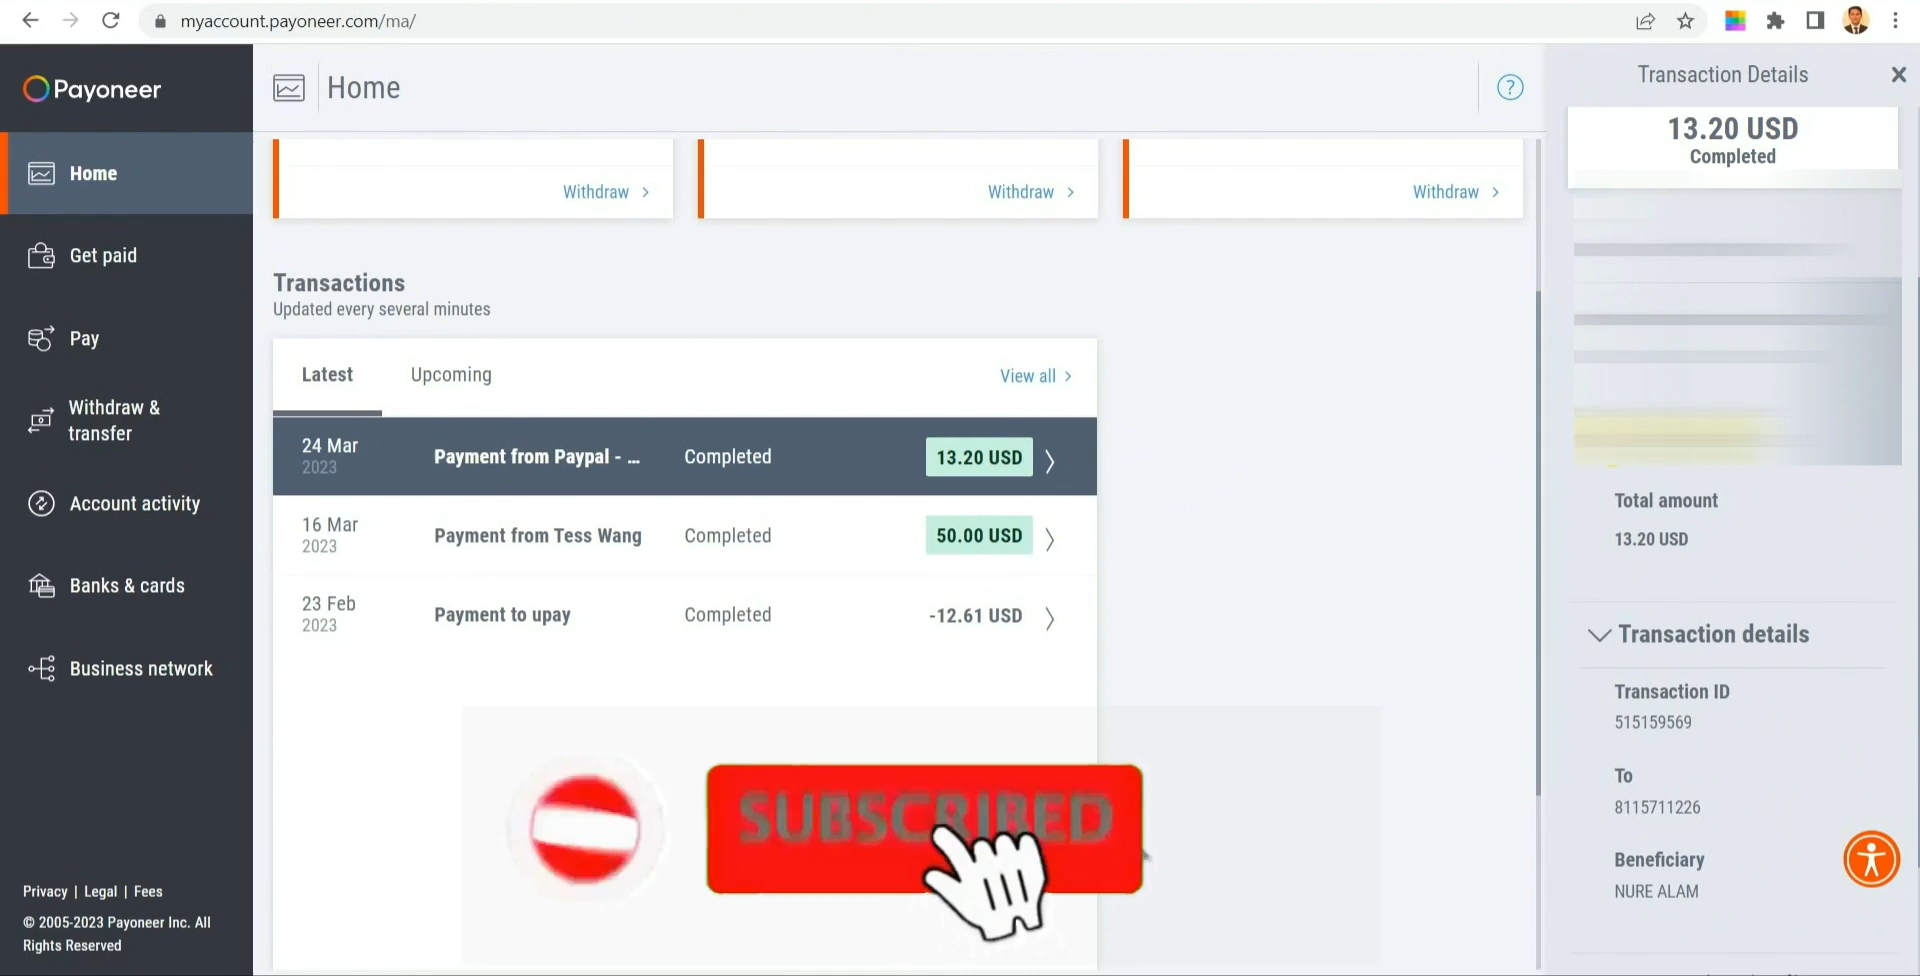 myaccount.payoneer.com/ma/
Payoneer
Home
Get paid
Pay
Withdraw &
transfer
Account activity
Banks & cards
Business network
Privacy | Legal | Fees
© 2005-2023 Payoneer Inc. All
Rights Reserved
Home
?
Withdraw >
Withdraw >
Withdraw >
Transactions
Updated every several minutes
Latest
Upcoming
View all >
24 Mar
2023
Payment from Paypal - ...
Completed
13.20 USD
16 Mar
2023
Payment from Tess Wang
Completed
50.00 USD
23 Feb
2023
Payment to upay
Completed
-12.61 USD
SUBSCRIBED
Transaction Details
13.20 USD
Completed
Total amount
13.20 USD
Transaction details
Transaction ID
515159569
To
8115711226
Beneficiary
NURE ALAM